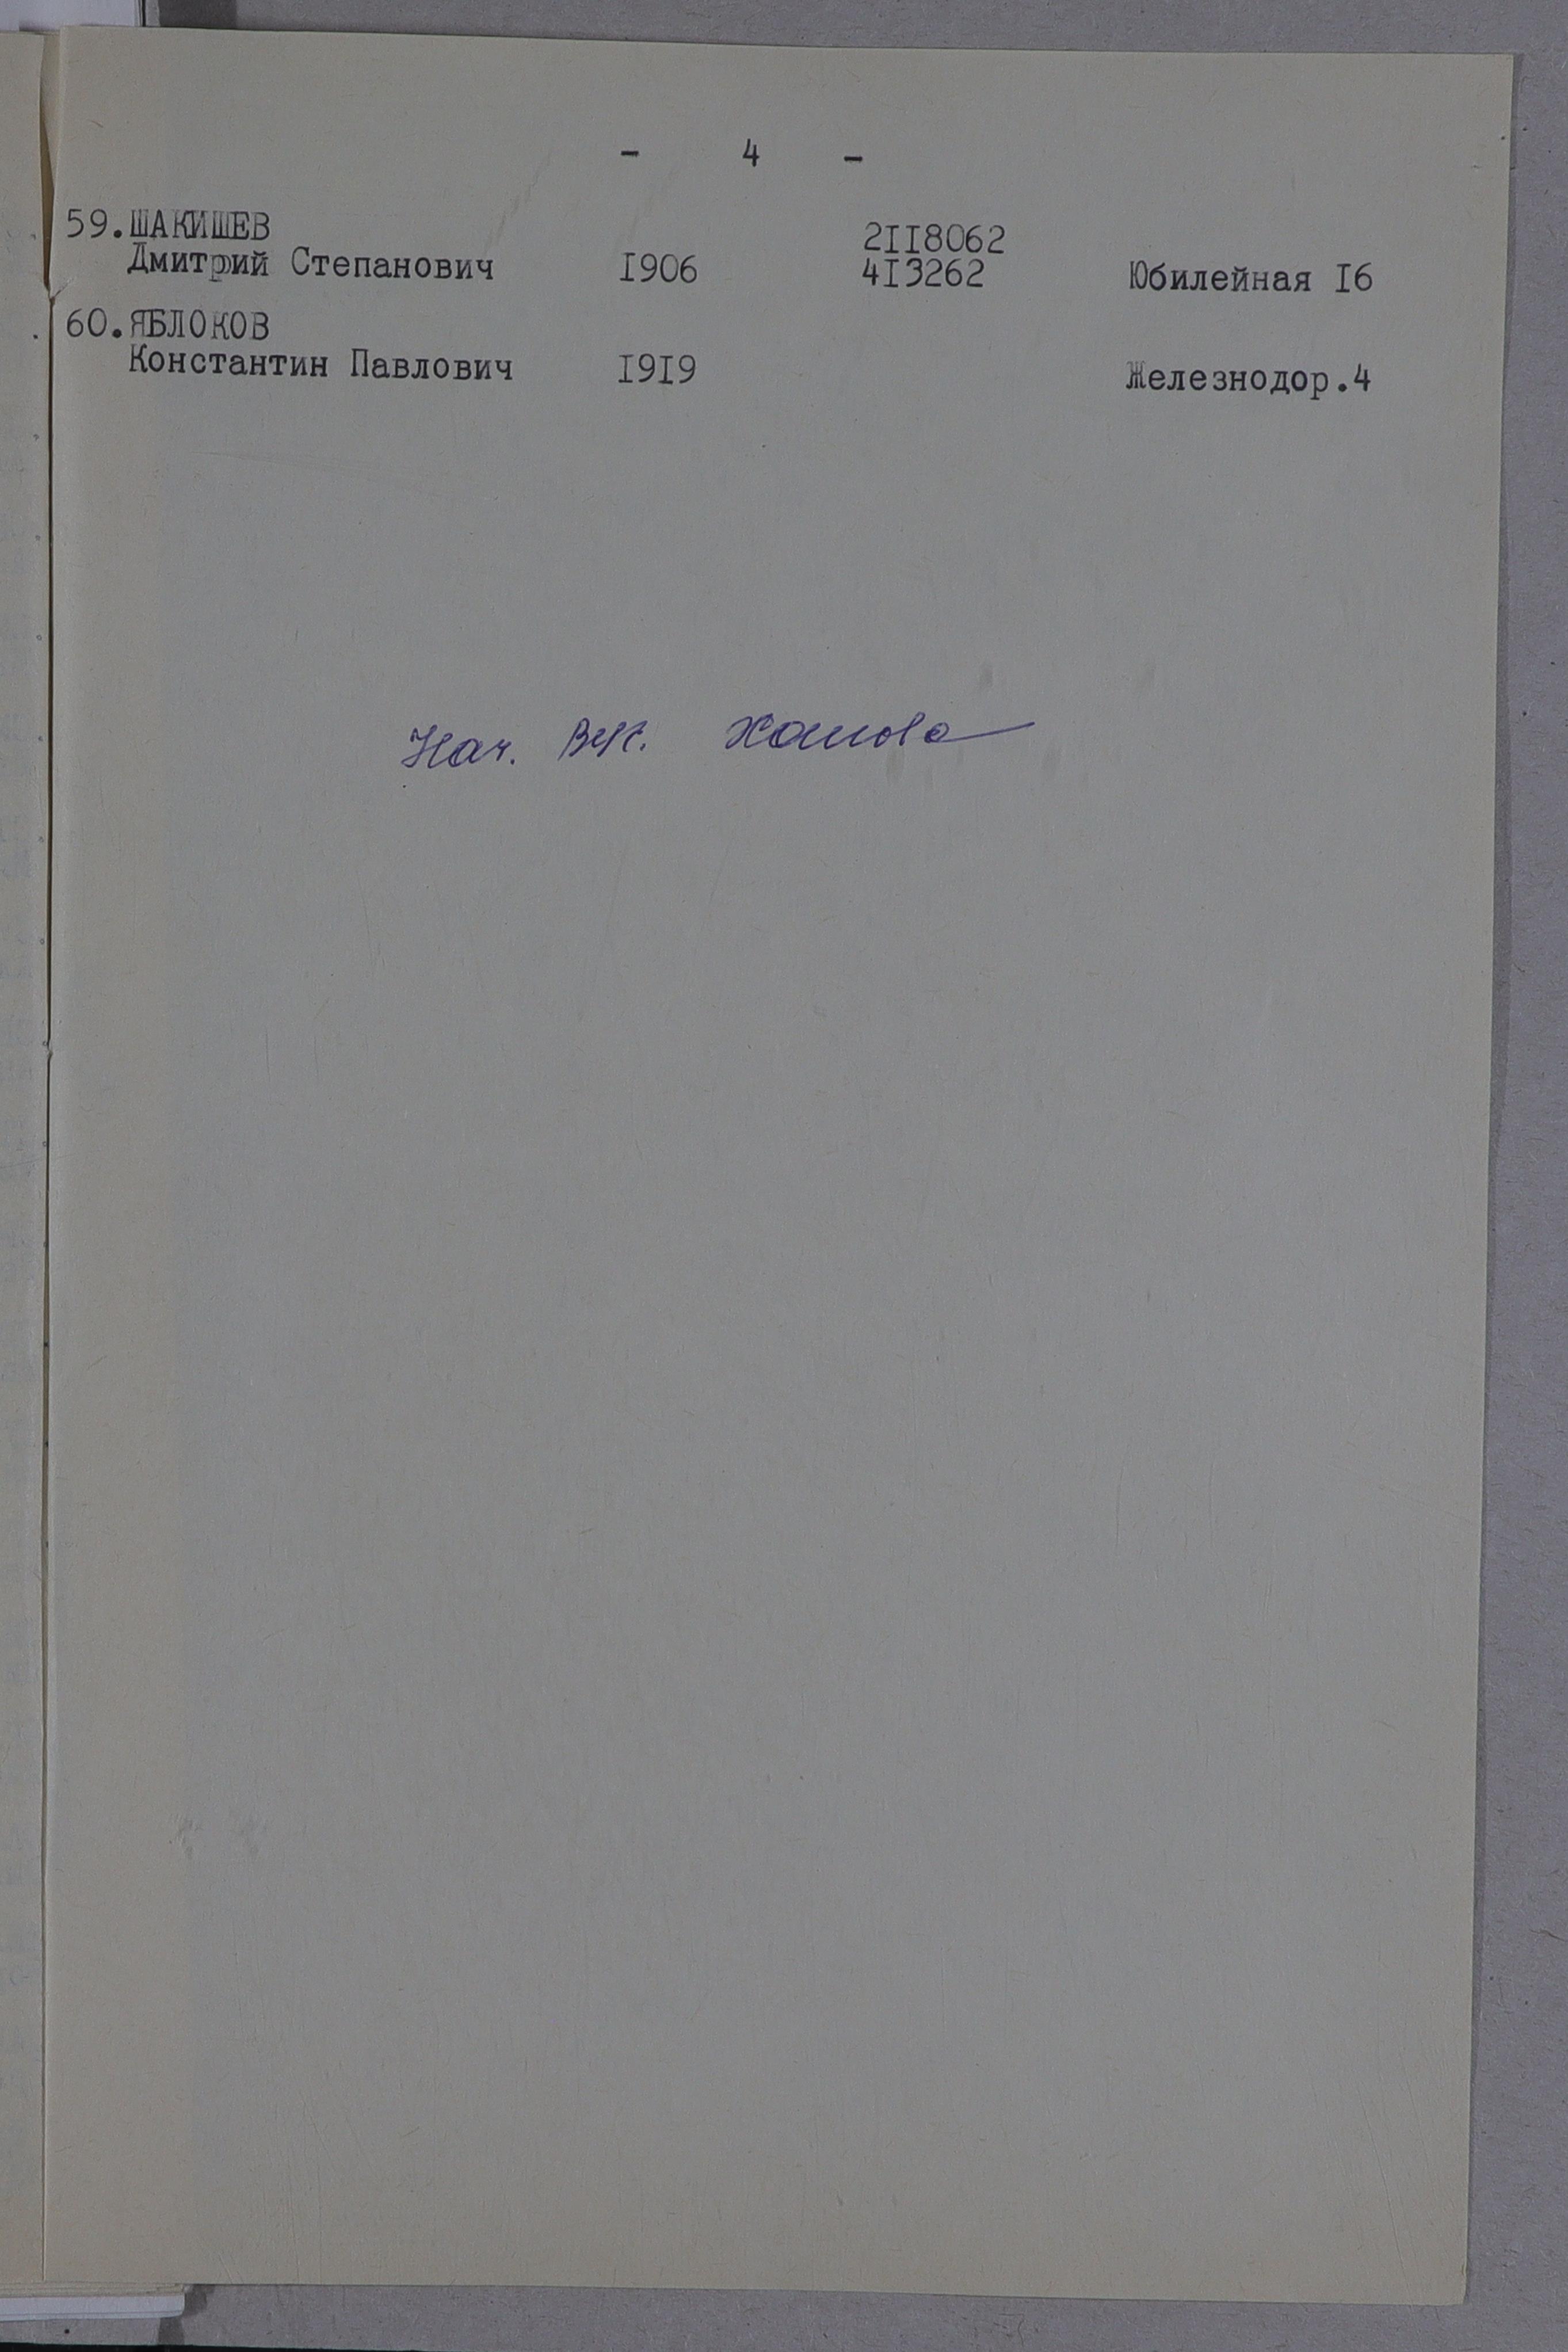 - 4 -
59.ШАКИШЕВ 2II8062
Дмитрий Степанович I906 4I3262 Юбилейная I6
60.ЯБЛОКОВ
Константин Павлович I9I9 Железнодор.4
Нач.